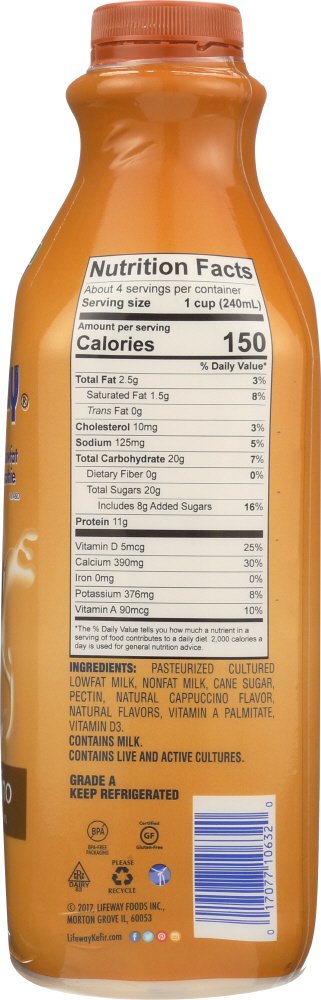 Nutrition Facts
About 4 servings per container
Serving size 1 cup (240mL)
Amount per serving
Calories 150
% Daily Value*
Total Fat 2.5g 3%
Saturated Fat 1.5g 8%
Trans Fat 0g
Cholesterol 10mg 3%
Sodium 125mg 5%
Total Carbohydrate 20g 7%
Dietary Fiber 0g 0%
Total Sugars 20g
Includes 8g Added Sugars 16%
Protein 11g
Vitamin D 5mcg 25%
Calcium 390mg 30%
Iron 0mg 0%
Potassium 376mg 8%
Vitamin A 90mcg 10%
*The % Daily Value tells you how much a nutrient in a
serving of food contributes to a daily diet. 2,000 calories a
day is used for general nutrition advice.
INGREDIENTS: PASTEURIZED CULTURED
LOWFAT MILK, NONFAT MILK, CANE SUGAR,
PECTIN, NATURAL CAPPUCCINO FLAVOR,
NATURAL FLAVORS, VITAMIN A PALMITATE,
VITAMIN D3.
CONTAINS MILK.
CONTAINS LIVE AND ACTIVE CULTURES.
GRADE A
KEEP REFRIGERATED
BPA
BPA-FREE
PACKAGING
Certified
GF
Gluten-Free
DAIRY
PLEASE
RECYCLE
© 2017 LIFEWAY FOODS INC.,
MORTON GROVE IL, 60053
LifewayKefir.com
0 17077 10632 0